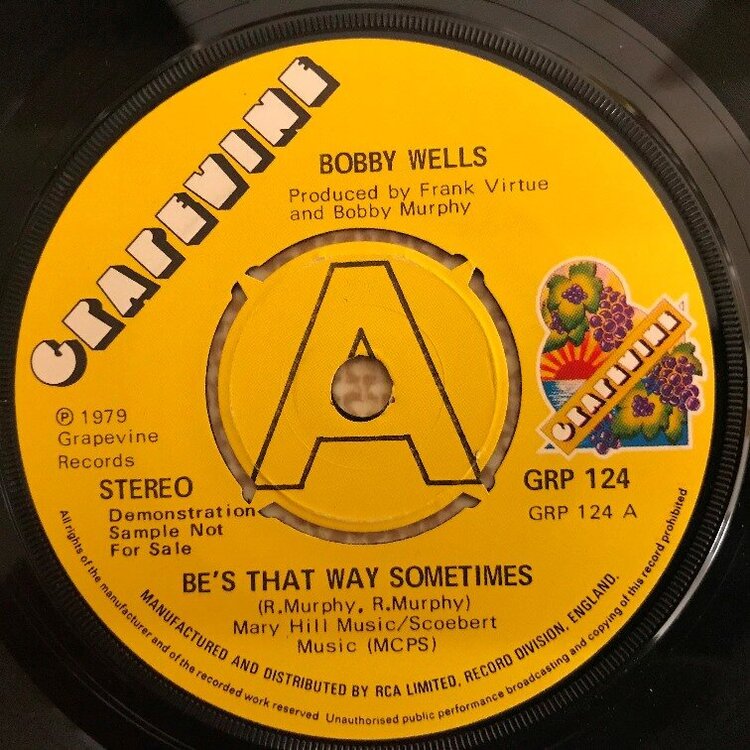 GRAPEVINE
BOBBY WELLS
Produced by Frank Virtue
and Bobby Murphy
A
GRAPEVINE
℗ 1979
Grapevine
Records
STEREO
Demonstration
Sample Not
For Sale
GRP 124
GRP 124 A
BE'S THAT WAY SOMETIMES
(R.Murphy, R.Murphy)
Mary Hill Music/Scoebert
Music (MCPS)
MANUFACTURED AND DISTRIBUTED BY RCA LIMITED, RECORD DIVISION, ENGLAND.
All rights of the manufacturer and of the recorded work reserved Unauthorised public performance broadcasting and copying of this record prohibited